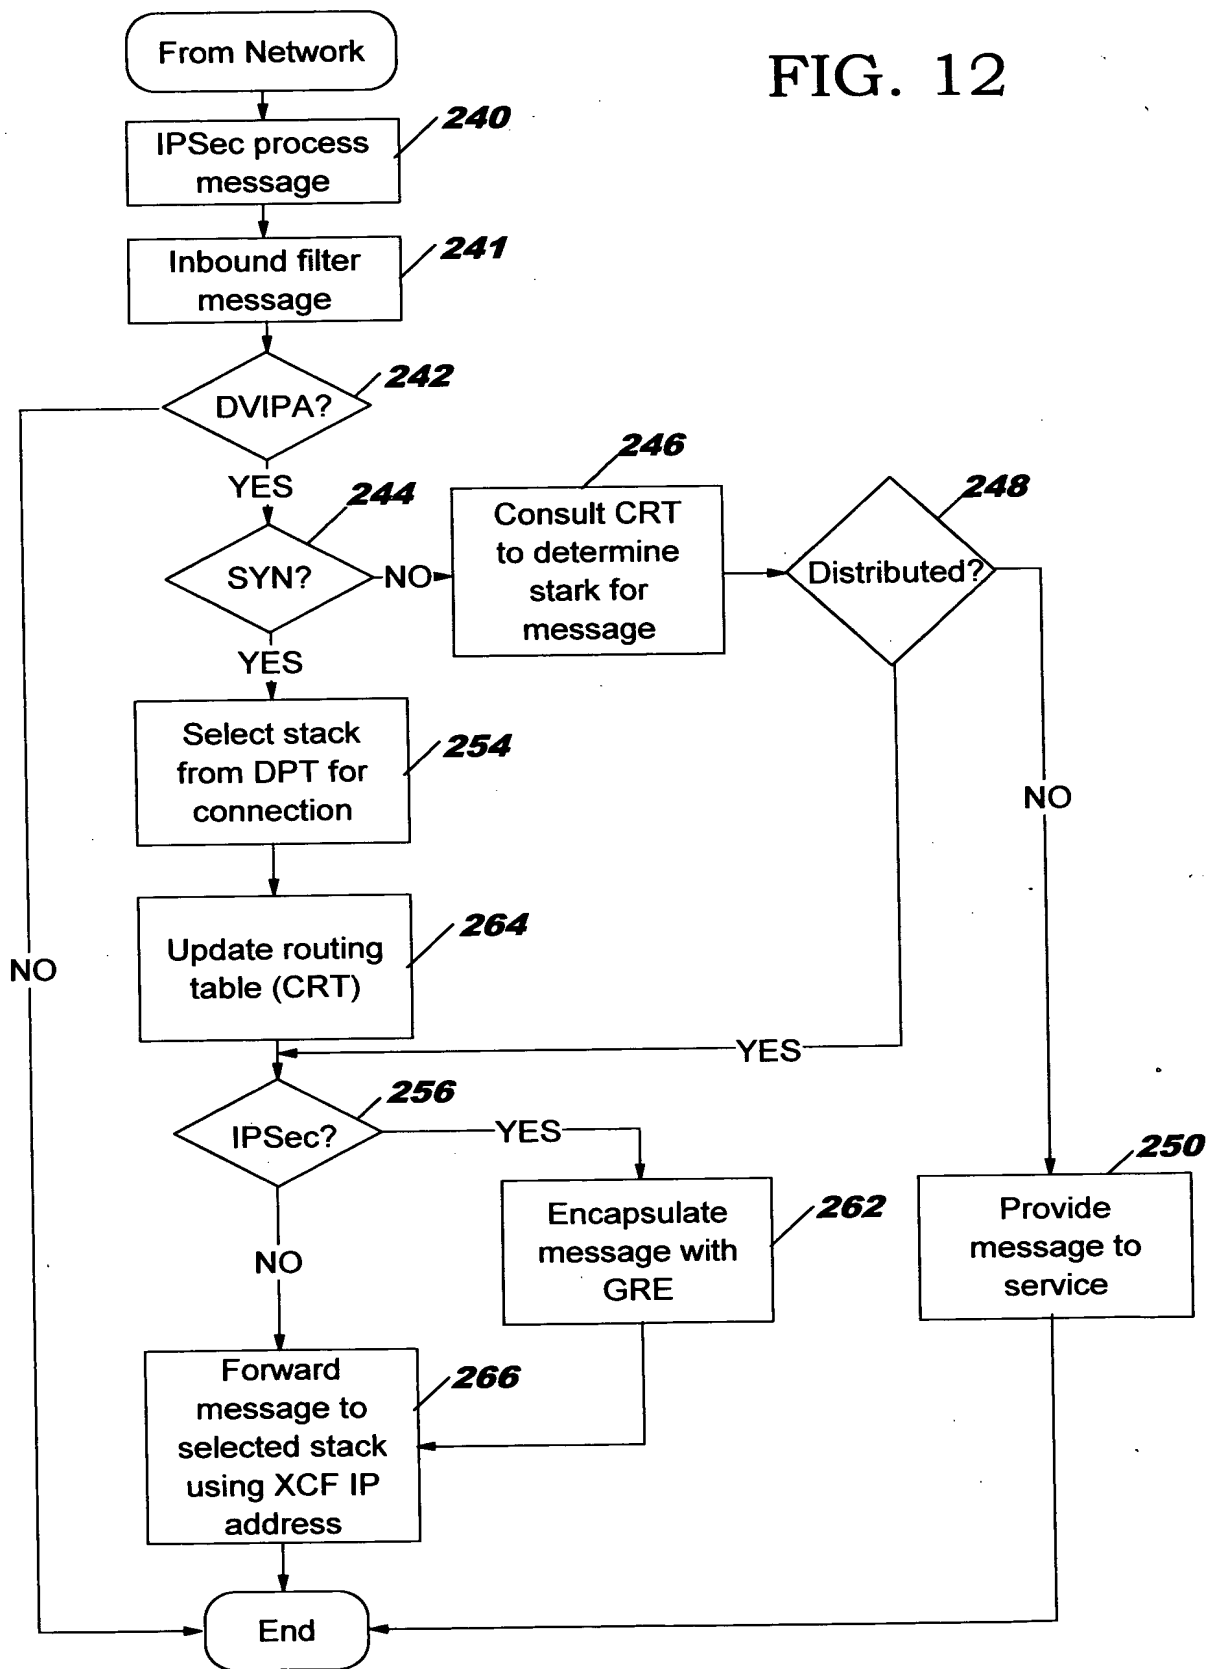 From Network
FIG. 12
240
IPSec process
message
241
Inbound filter
message
242
DVIPA?
YES
244
SYN?
NO
246
Consult CRT
to determine
stark for
message
248
Distributed?
YES
Select stack
from DPT for
connection
254
NO
Update routing
table (CRT)
264
NO
YES
256
IPSec?
YES
250
Provide
message to
service
Encapsulate
message with
GRE
262
NO
Forward
message to
selected stack
using XCF IP
address
266
End